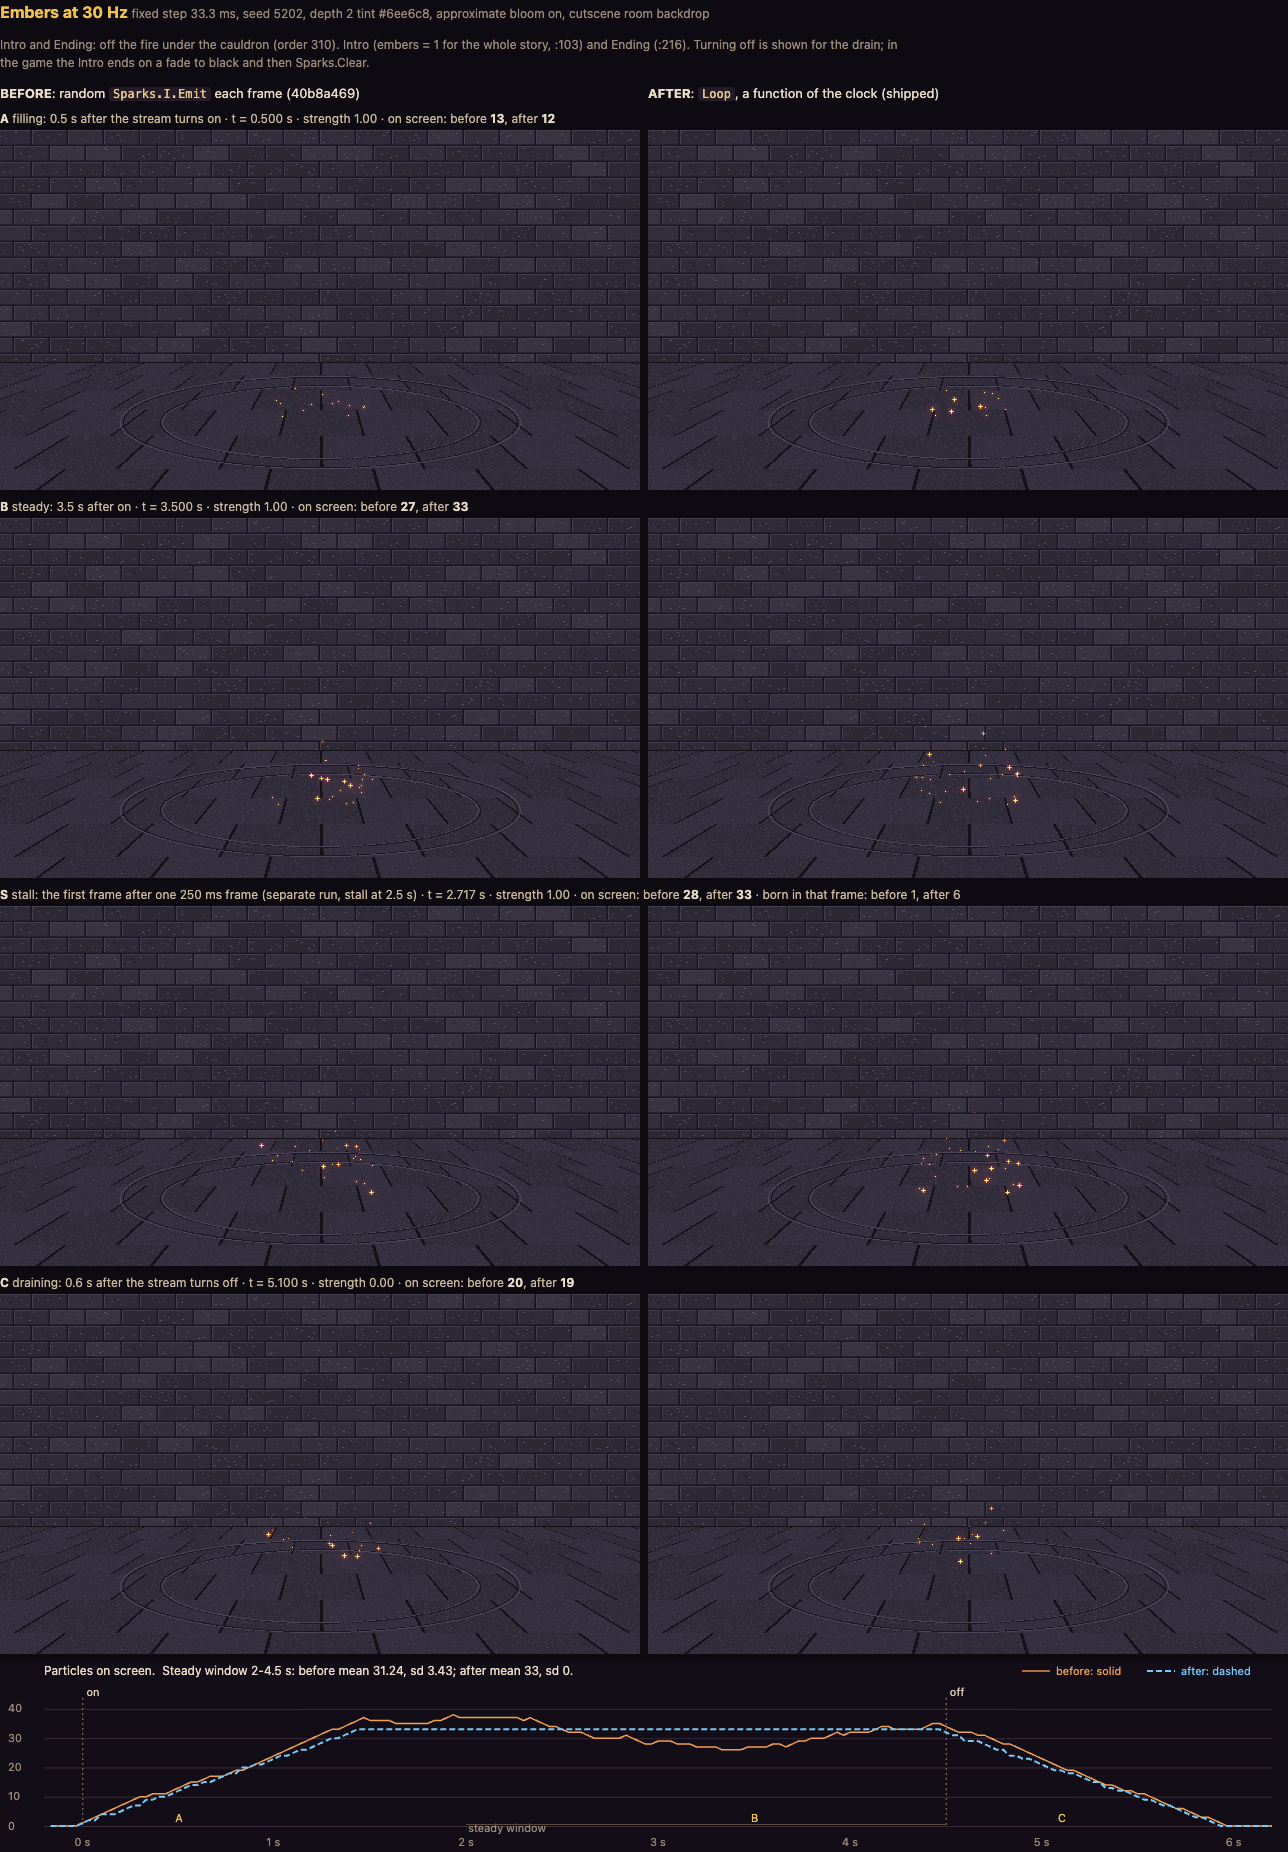 Embers at 30 Hz fixed step 33.3 ms, seed 5202, depth 2 tint #6ee6c8, approximate bloom on, cutscene room backdrop
Intro and Ending: off the fire under the cauldron (order 310). Intro (embers = 1 for the whole story, :103) and Ending (:216). Turning off is shown for the drain; in
the game the Intro ends on a fade to black and then Sparks.Clear.
BEFORE: random Sparks.I.Emit each frame (40b8a469)
AFTER: Loop, a function of the clock (shipped)
A filling: 0.5 s after the stream turns on · t = 0.500 s · strength 1.00 · on screen: before 13, after 12
B steady: 3.5 s after on · t = 3.500 s · strength 1.00 · on screen: before 27, after 33
S stall: the first frame after one 250 ms frame (separate run, stall at 2.5 s) · t = 2.717 s · strength 1.00 · on screen: before 28, after 33 · born in that frame: before 1, after 6
C draining: 0.6 s after the stream turns off · t = 5.100 s · strength 0.00 · on screen: before 20, after 19
Particles on screen. Steady window 2-4.5 s: before mean 31.24, sd 3.43; after mean 33, sd 0.
before: solid
after: dashed
on
off
40
30
20
10
0
A
B
C
steady window
0 s
1 s
2 s
3 s
4 s
5 s
6 s